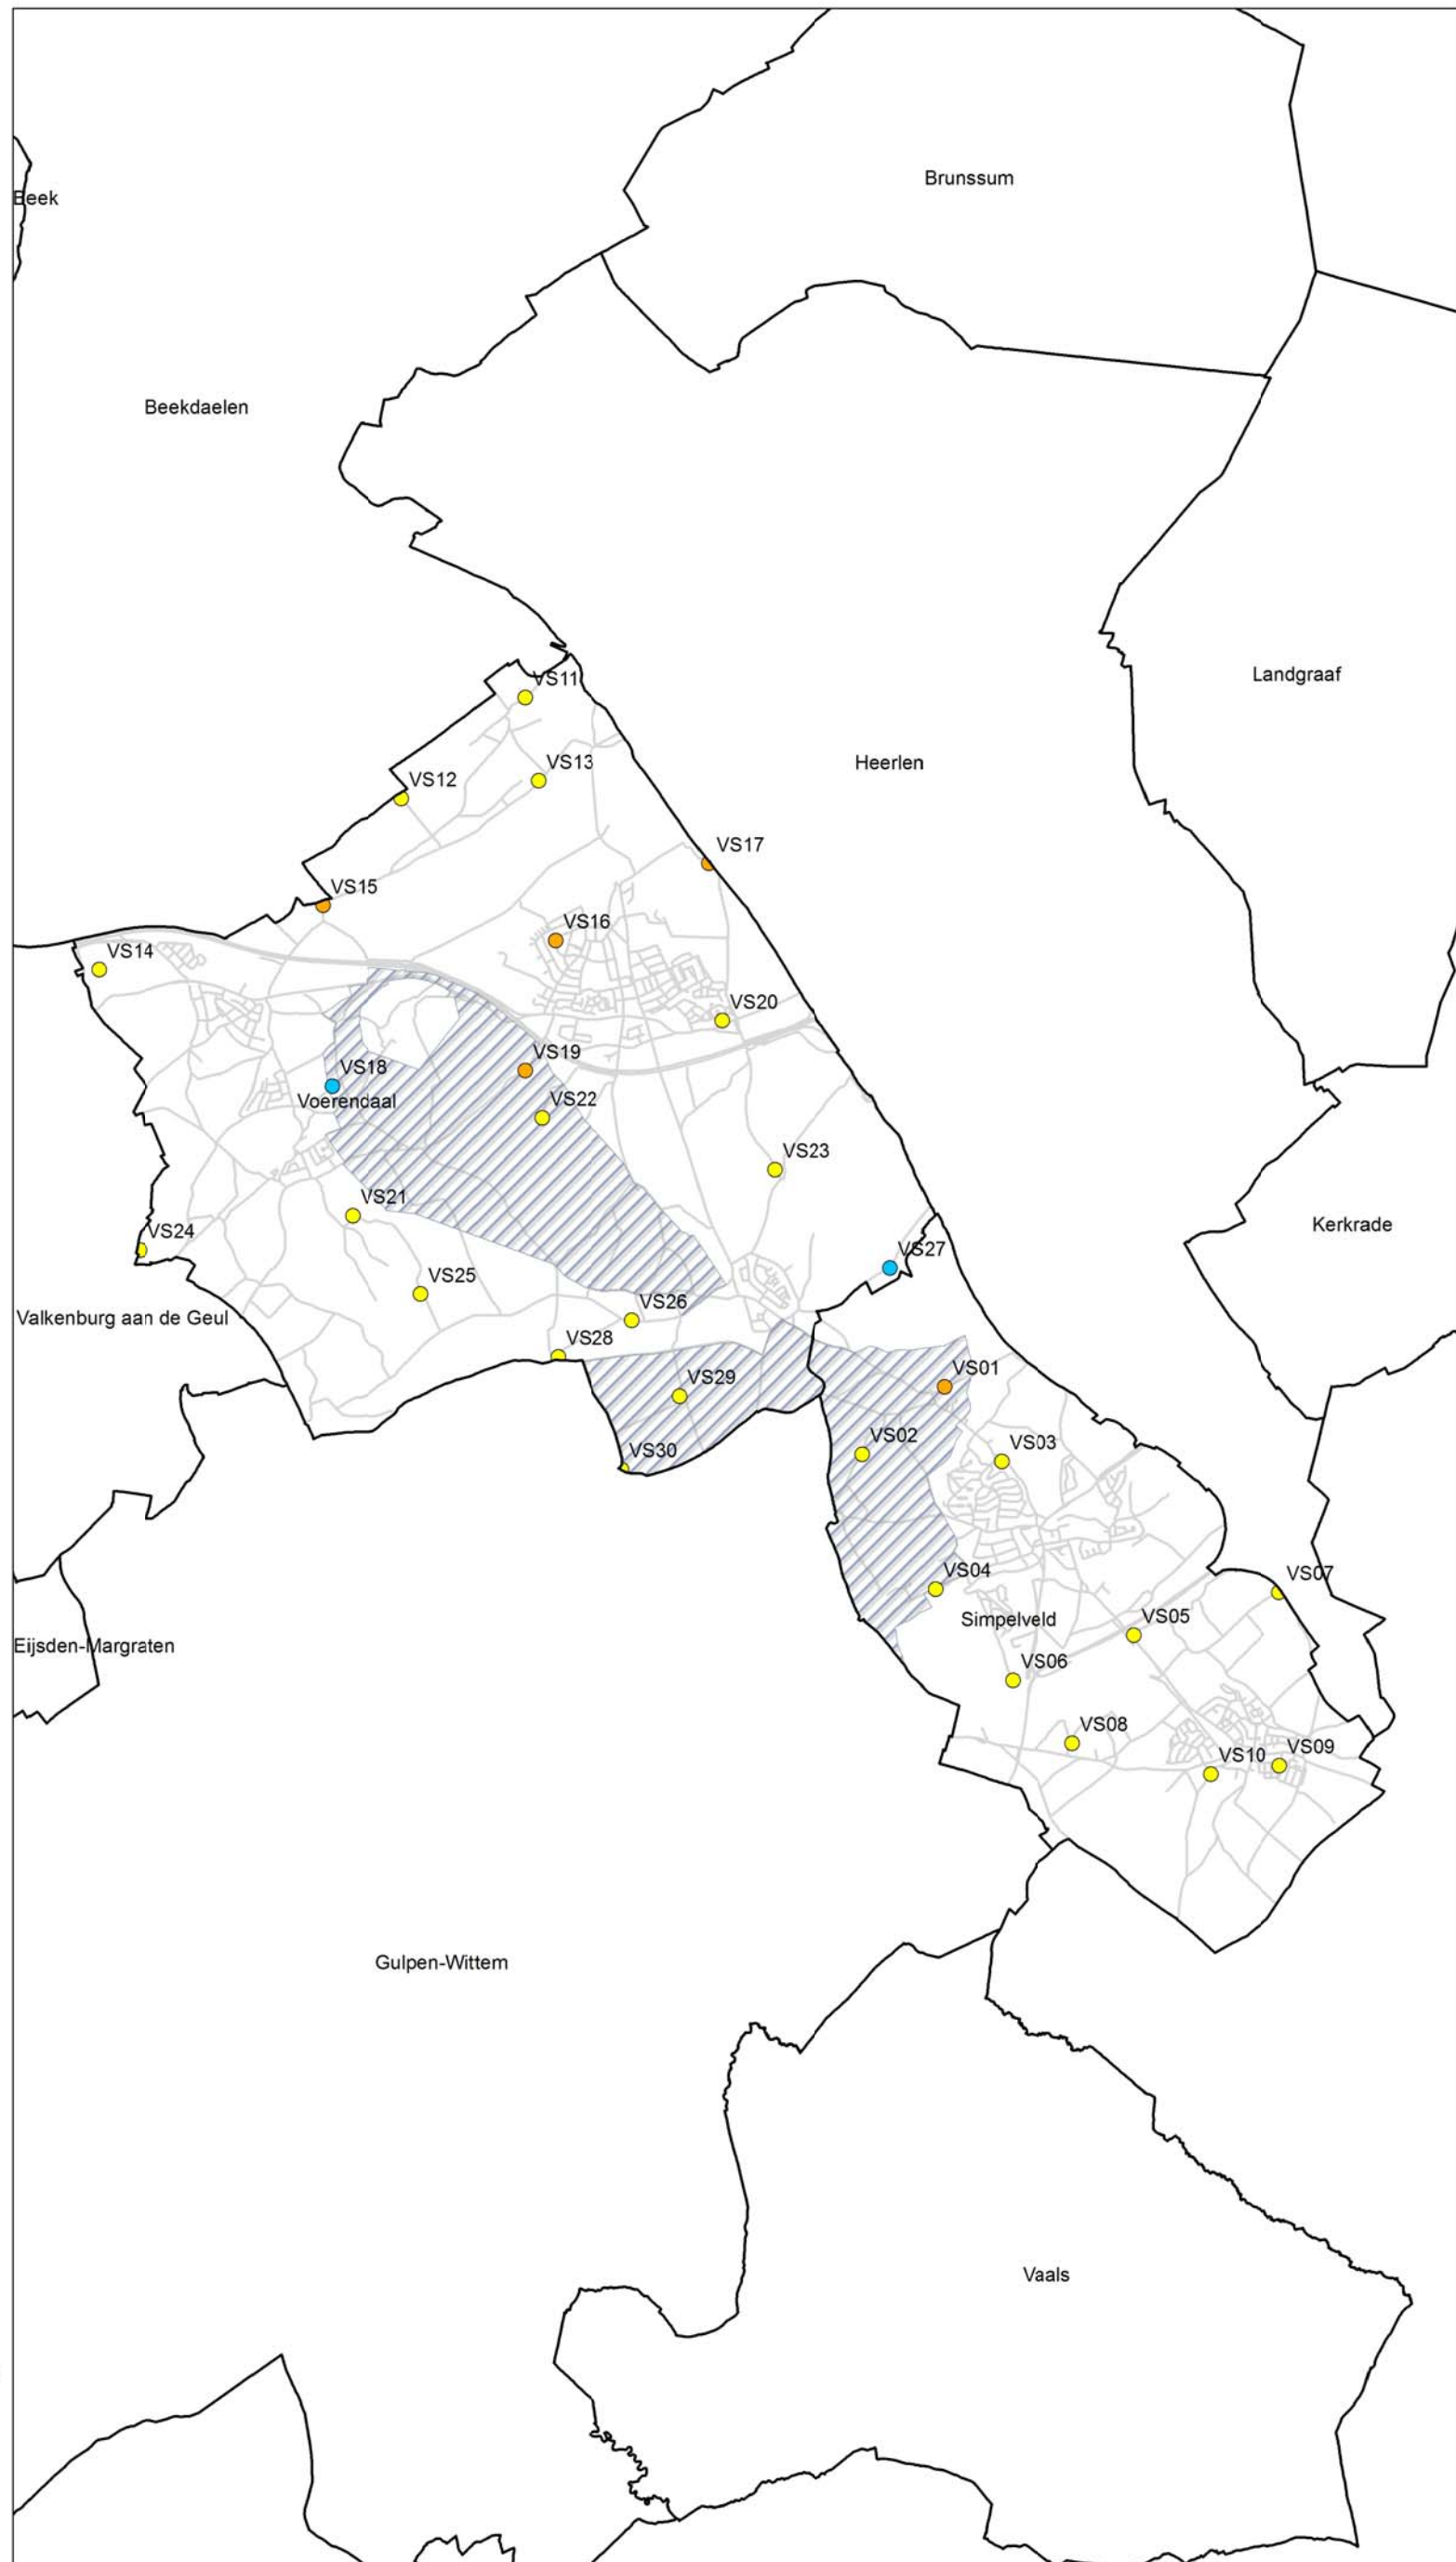 Brunssum
Beek
Beekdaelen
Landgraaf
VS11
Heerlen
VS13
VS12
VS17
VS15
VS16
VS14
VS20
VS19
VS18
Voerendaal
VS22
VS23
VS21
Kerkrade
VS24
VS27
VS25
Valkenburg aan de Geul
VS26
VS28
VS01
VS29
VS02
VS03
VS30
VS04
VS07
VS05
Simpelveld
Eijsden-Margraten
VS06
VS08
VS09
VS10
Gulpen-Wittem
Vaals